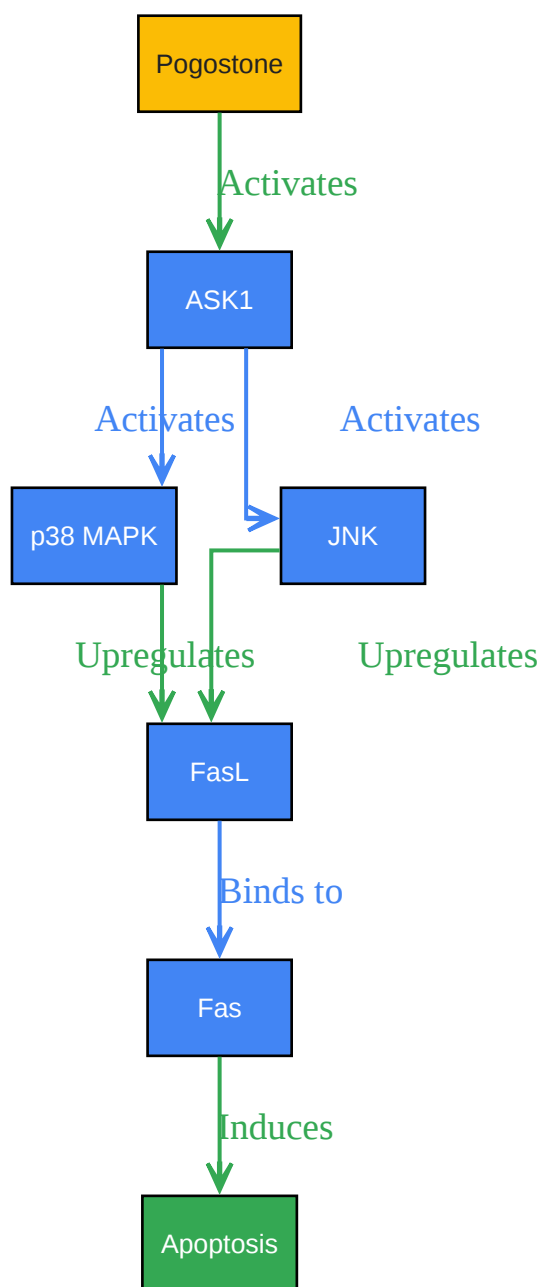 Pogostone
Activates
ASK1
Activates
Activates
p38 MAPK
JNK
Upregulates
Upregulates
FasL
Binds to
Fas
Induces
Apoptosis